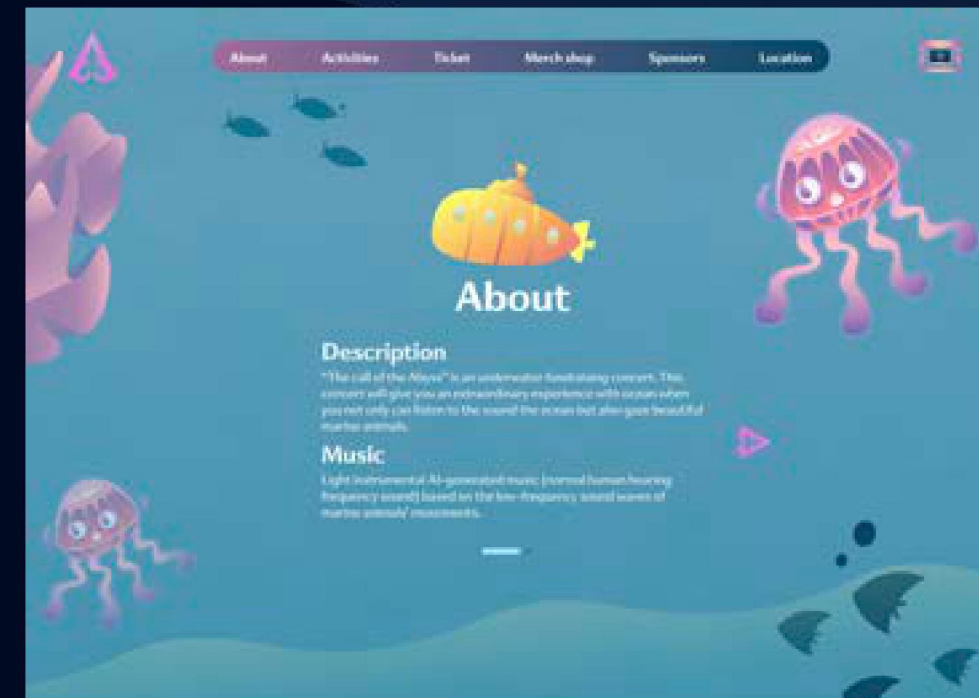 About Activities Ticket Merch shop Sponsors Location
About
Description
"The call of the Abyss" is an underwater fundraising concert. This
concert will give you an extraordinary experience with ocean when
you not only can listen to the sound the ocean but also gaze beautiful
marine animals.
Music
Light instrumental AI-generated music (normal human hearing
frequency sound) based on the low-frequency sound waves of
marine animals' movements.